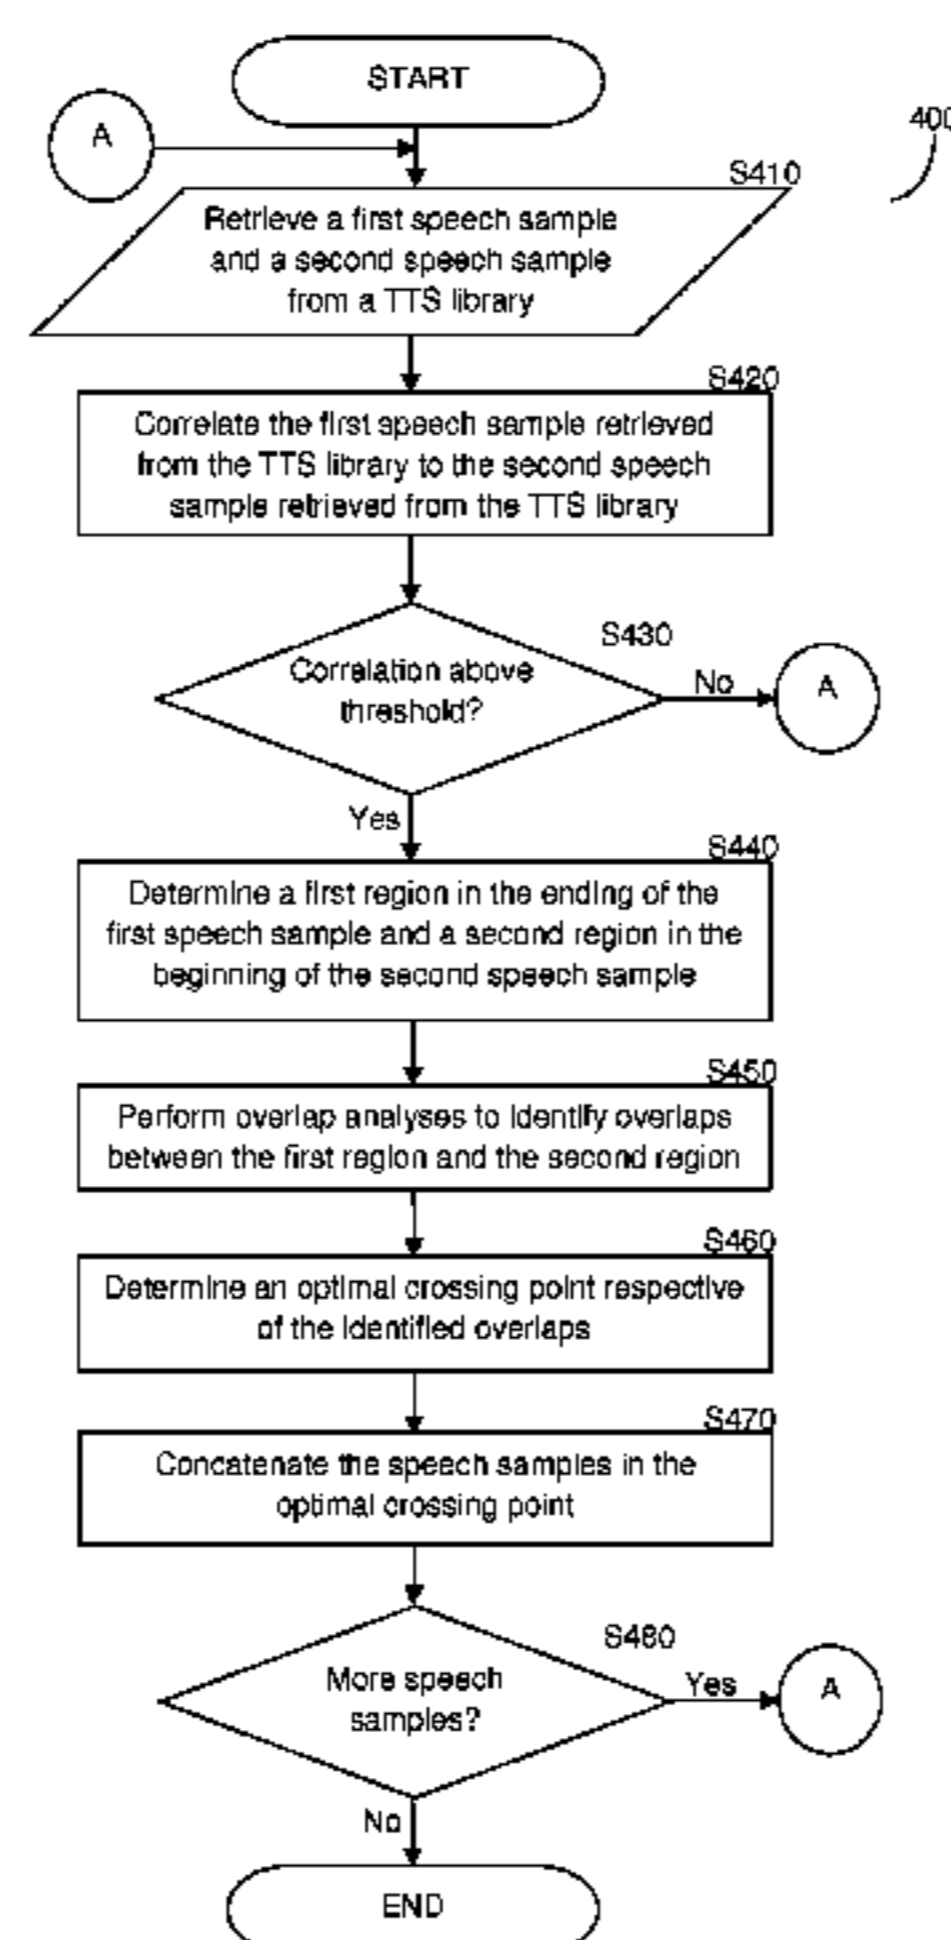 START
A
400
S410
Retrieve a first speech sample
and a second speech sample
from a TTS library
S420
Correlate the first speech sample retrieved
from the TTS library to the second speech
sample retrieved from the TTS library
S430
Correlation above
threshold?
No
A
Yes
S440
Determine a first region in the ending of the
first speech sample and a second region in the
beginning of the second speech sample
S450
Perform overlap analyses to identify overlaps
between the first region and the second region
S460
Determine an optimal crossing point respective
of the identified overlaps
S470
Concatenate the speech samples in the
optimal crossing point
S480
More speech
samples?
Yes
A
No
END